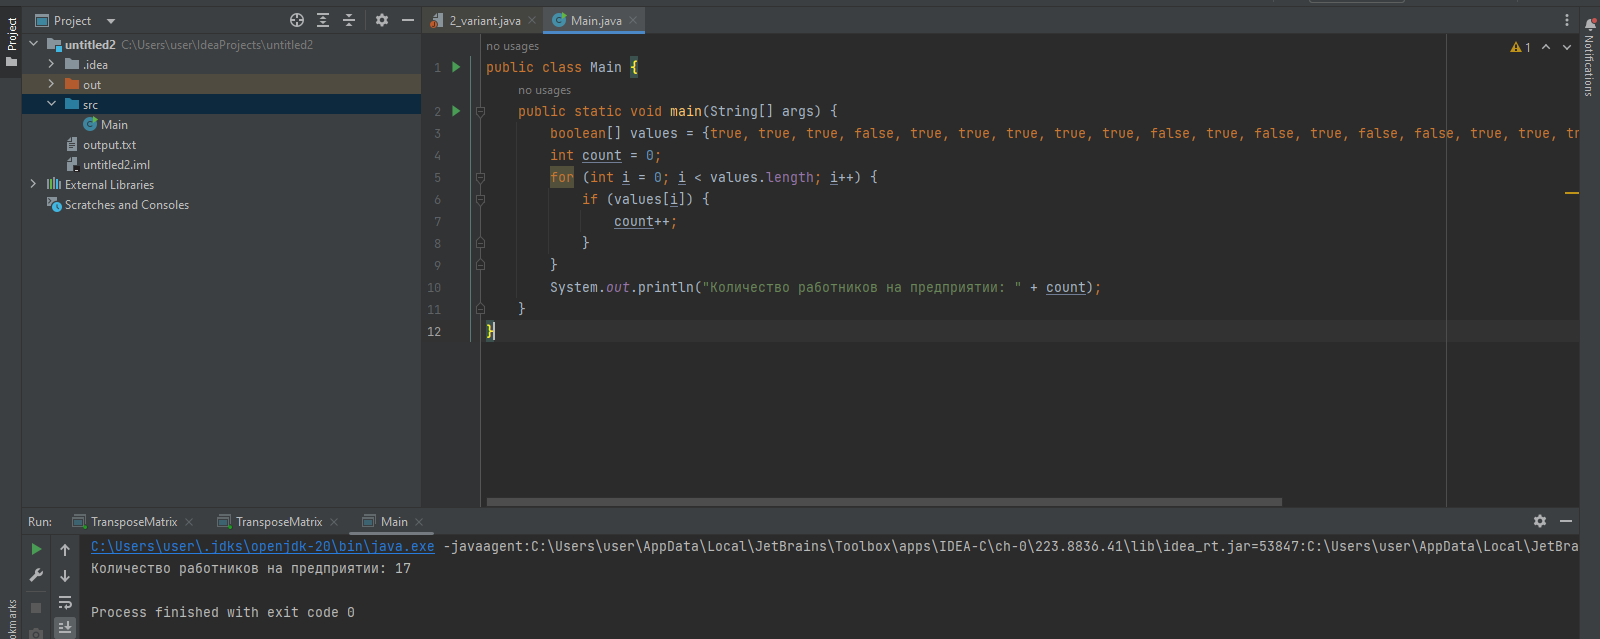 Project
Project
2_variant.java
Main.java
untitled2 C:\Users\user\IdeaProjects\untitled2
.idea
out
src
Main
output.txt
untitled2.iml
External Libraries
Scratches and Consoles
no usages
1 public class Main {
no usages
2 public static void main(String[] args) {
3 boolean[] values = {true, true, true, false, true, true, true, true, true, false, true, false, true, false, false, true, true, tr
4 int count = 0;
5 for (int i = 0; i < values.length; i++) {
6 if (values[i]) {
7 count++;
8 }
9 }
10 System.out.println("Количество работников на предприятии: " + count);
11 }
12 }
1
Notifications
Run: TransposeMatrix TransposeMatrix Main
C:\Users\user\.jdks\openjdk-20\bin\java.exe -javaagent:C:\Users\user\AppData\Local\JetBrains\Toolbox\apps\IDEA-C\ch-0\223.8836.41\lib\idea_rt.jar=53847:C:\Users\user\AppData\Local\JetBra
Количество работников на предприятии: 17
Process finished with exit code 0
okmarks